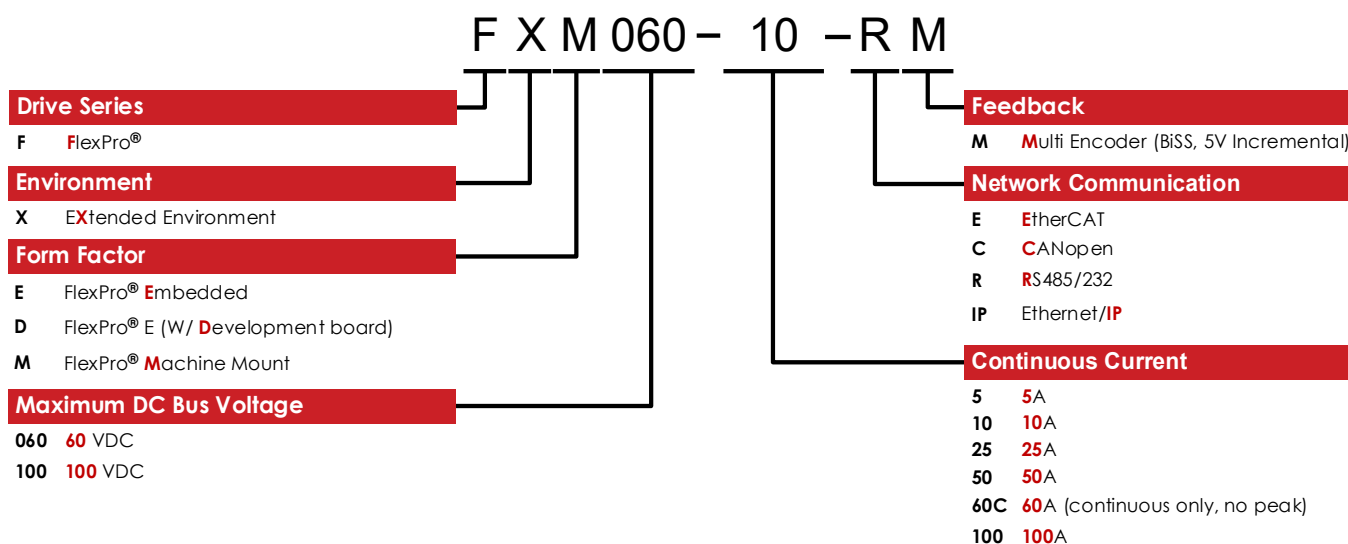 F X M 060 – 10 – R M
Drive Series
F FlexPro®
Environment
X EXtended Environment
Form Factor
E FlexPro® Embedded
D FlexPro® E (W/ Development board)
M FlexPro® Machine Mount
Maximum DC Bus Voltage
060 60 VDC
100 100 VDC
Feedback
M Multi Encoder (BiSS, 5V Incremental)
Network Communication
E EtherCAT
C CANopen
R RS485/232
IP Ethernet/IP
Continuous Current
5 5A
10 10A
25 25A
50 50A
60C 60A (continuous only, no peak)
100 100A